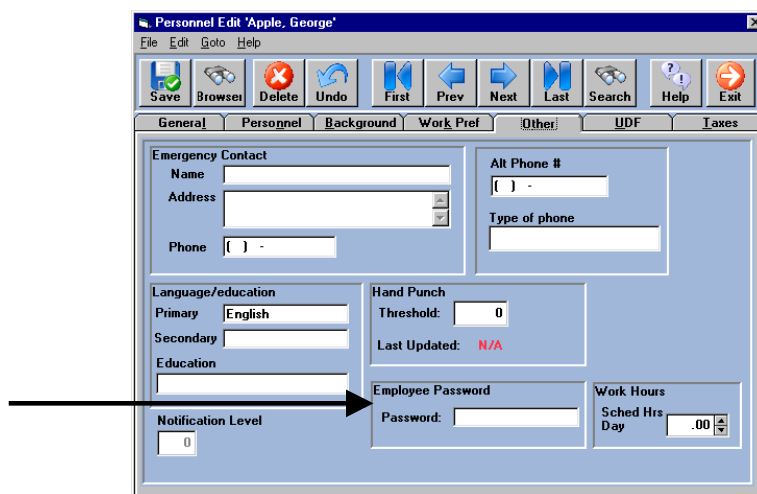 Personnel Edit 'Apple, George'
File Edit Goto Help
Save Browser Delete Undo First Prev Next Last Search Help Exit
General Personnel Background Work Pref Other UDF Taxes
Emergency Contact
Name
Address
Phone ( ) -
Alt Phone #
( ) -
Type of phone
Language/education
Primary English
Secondary
Education
Hand Punch
Threshold: 0
Last Updated: N/A
Notification Level
0
Employee Password
Password:
Work Hours
Sched Hrs
Day .00